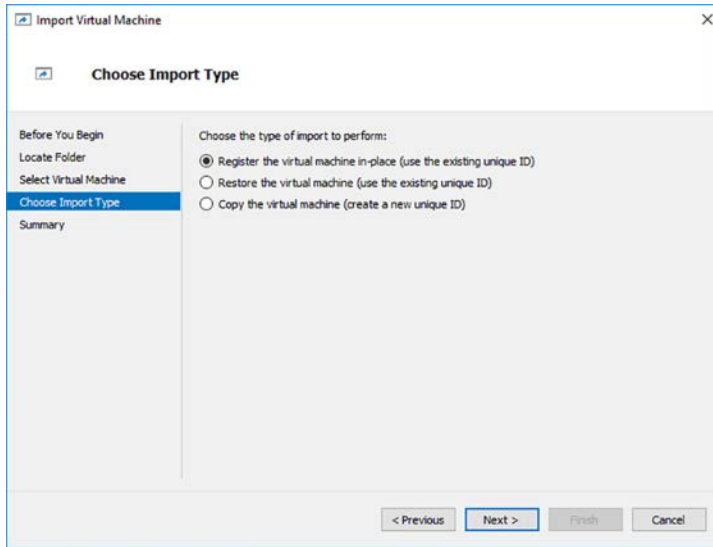 Import Virtual Machine
Choose Import Type
Before You Begin
Locate Folder
Select Virtual Machine
Choose Import Type
Summary
Choose the type of import to perform:
Register the virtual machine in-place (use the existing unique ID)
Restore the virtual machine (use the existing unique ID)
Copy the virtual machine (create a new unique ID)
< Previous Next > Finish Cancel